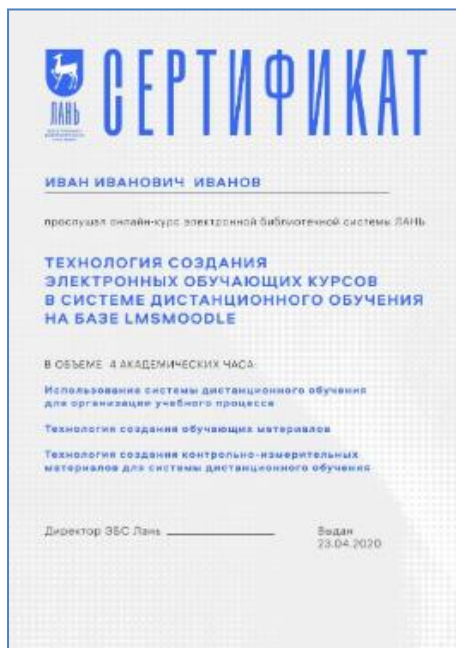 ЛАНЬ
СЕРТИФИКАТ
ИВАН ИВАНОВИЧ ИВАНОВ
прослушал онлайн-курс электронной библиотечной системы ЛАНЬ
ТЕХНОЛОГИЯ СОЗДАНИЯ
ЭЛЕКТРОННЫХ ОБУЧАЮЩИХ КУРСОВ
В СИСТЕМЕ ДИСТАНЦИОННОГО ОБУЧЕНИЯ
НА БАЗЕ LMSMOODLE
В ОБЪЕМЕ 4 АКАДЕМИЧЕСКИХ ЧАСА:
Использование системы дистанционного обучения
для организации учебного процесса
Технология создания обучающих материалов
Технология создания контрольно-измерительных
материалов для системы дистанционного обучения
Директор ЭБС Лань
Выдан
23.04.2020